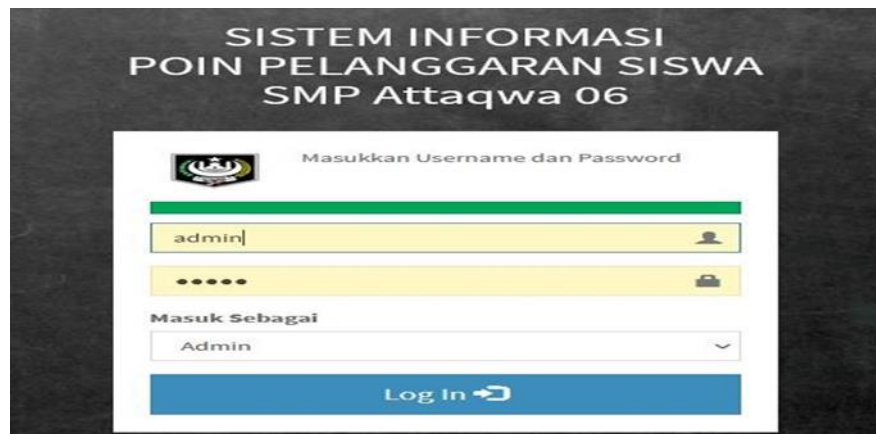 SISTEM INFORMASI
POIN PELANGGARAN SISWA
SMP Attaqwa 06
Masukkan Username dan Password
admin
•••••
Masuk Sebagai
Admin
Log In